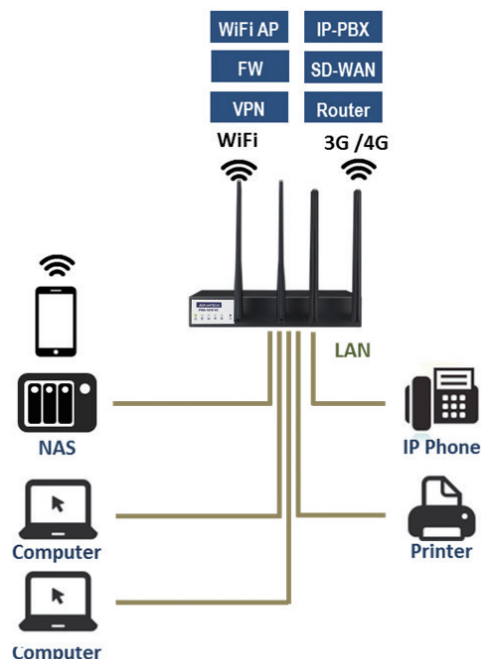 WiFi AP IP-PBX
FW SD-WAN
VPN Router
WiFi 3G /4G
LAN
NAS
IP Phone
Computer
Printer
Computer